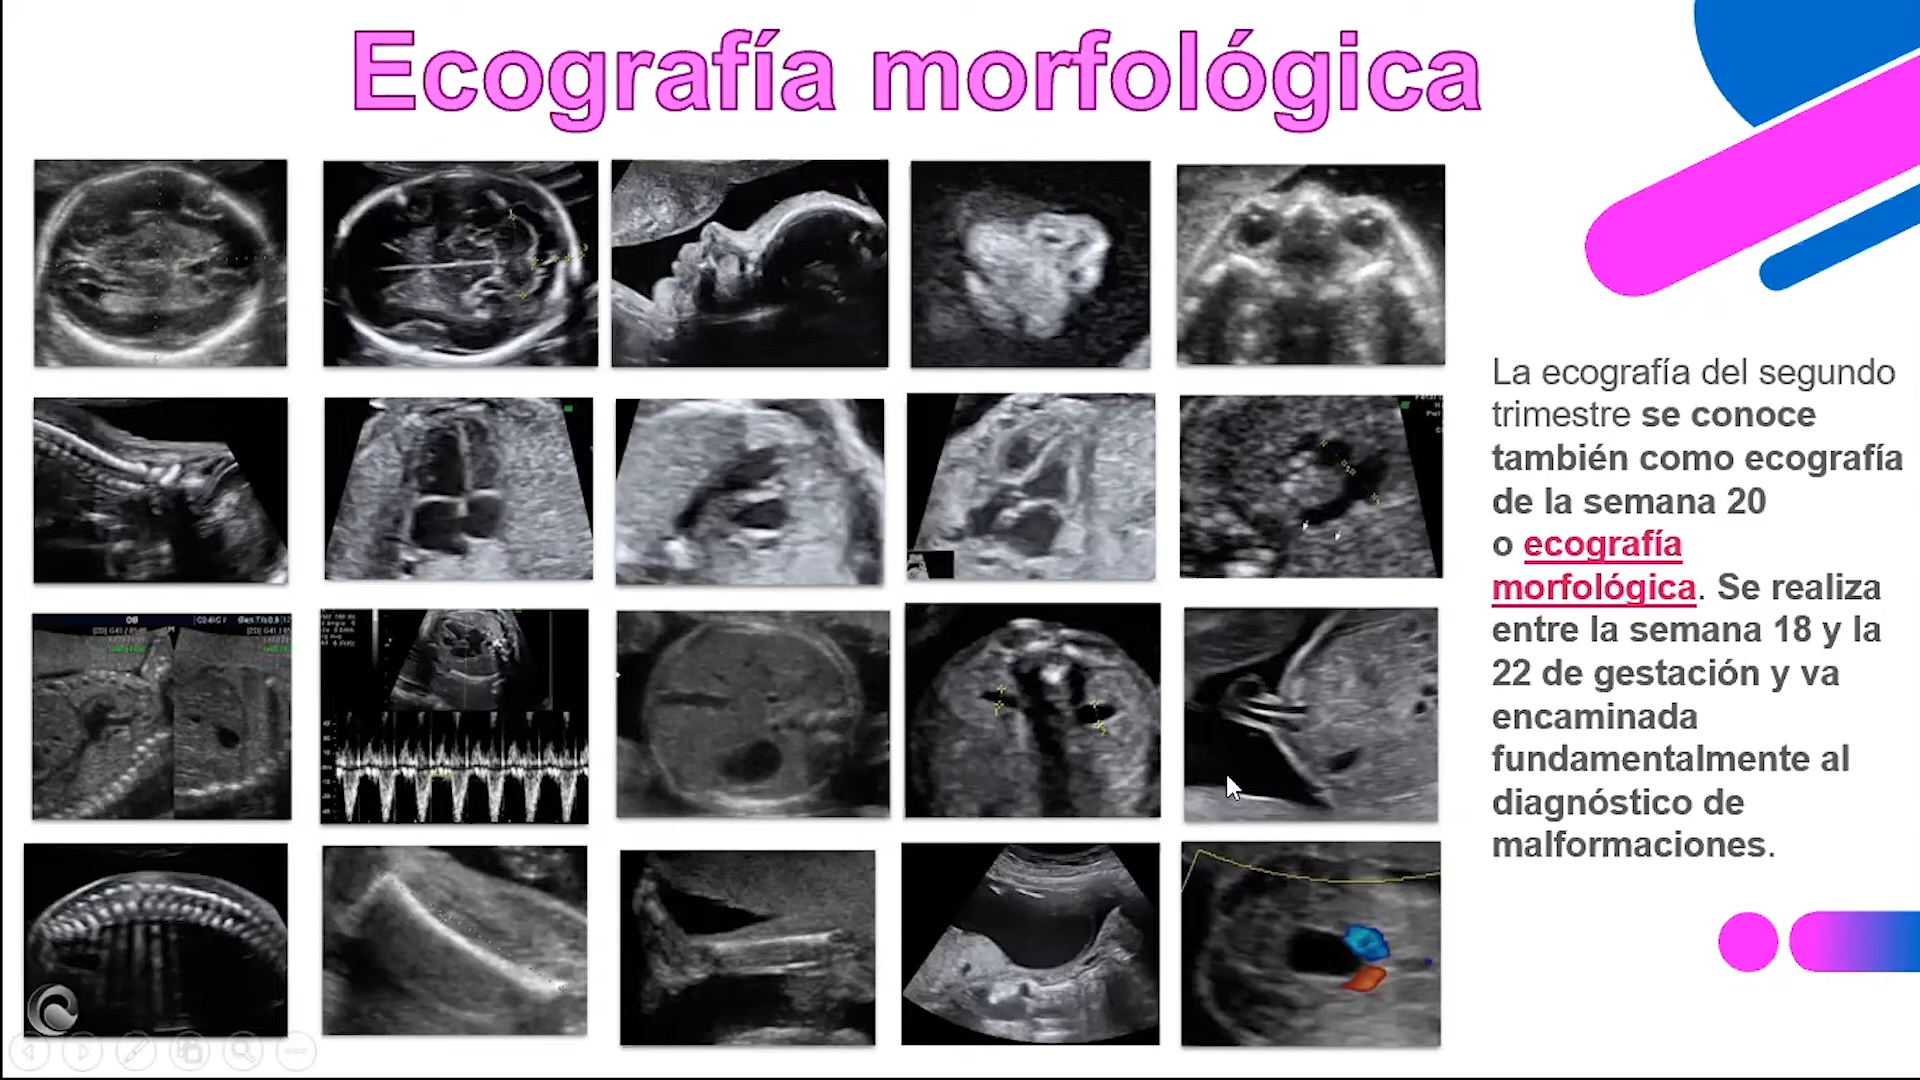 Ecografía morfológica
La ecografía del segundo
trimestre se conoce
también como ecografía
de la semana 20
o ecografía
morfológica. Se realiza
entre la semana 18 y la
22 de gestación y va
encaminada
fundamentalmente al
diagnóstico de
malformaciones.